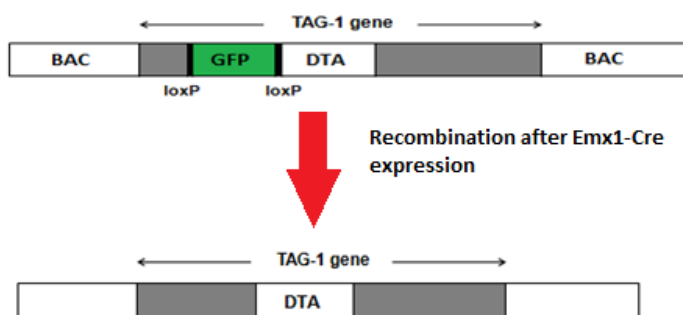 TAG-1 gene
BAC GFP DTA BAC
loxP loxP
Recombination after Emx1-Cre
expression
TAG-1 gene
DTA